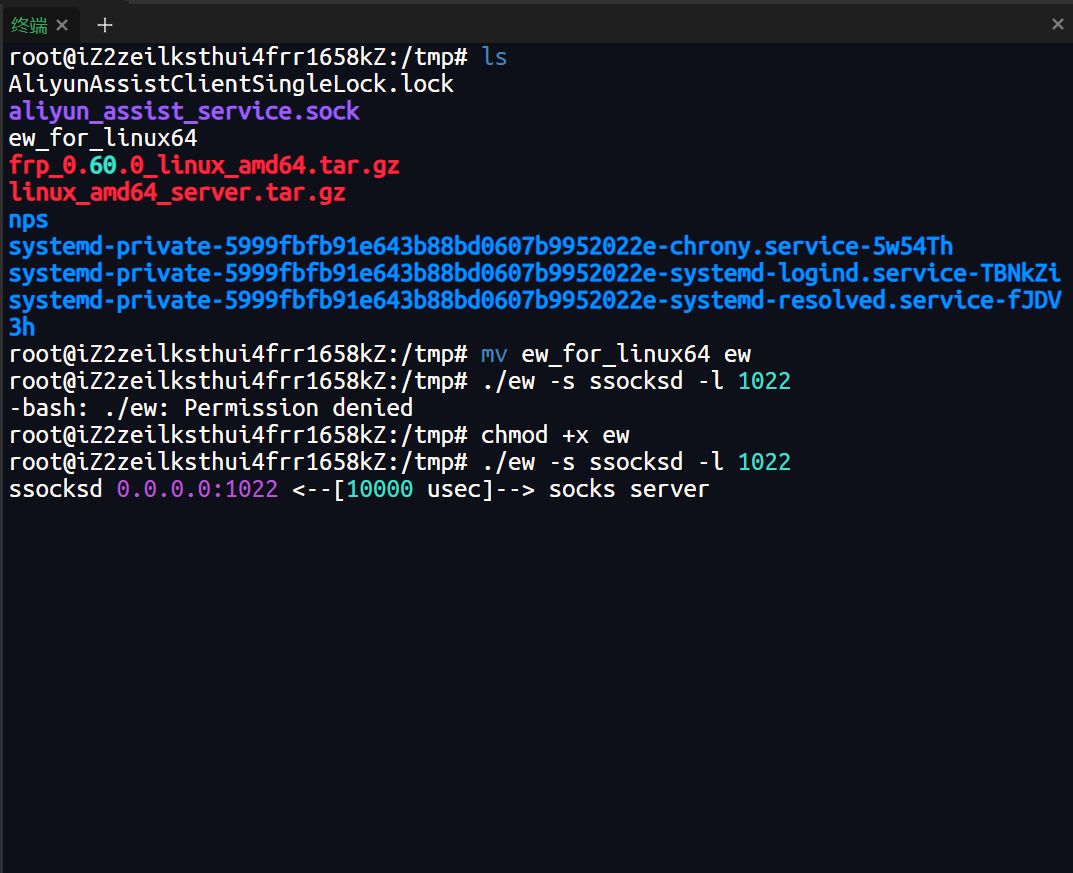 终端
root@iZ2zeilksthui4frr1658kZ:/tmp# ls
AliyunAssistClientSingleLock.lock
aliyun_assist_service.sock
ew_for_linux64
frp_0.60.0_linux_amd64.tar.gz
linux_amd64_server.tar.gz
nps
systemd-private-5999fbfb91e643b88bd0607b9952022e-chrony.service-5w54Th
systemd-private-5999fbfb91e643b88bd0607b9952022e-systemd-logind.service-TBNkZi
systemd-private-5999fbfb91e643b88bd0607b9952022e-systemd-resolved.service-fJDV
3h
root@iZ2zeilksthui4frr1658kZ:/tmp# mv ew_for_linux64 ew
root@iZ2zeilksthui4frr1658kZ:/tmp# ./ew -s ssocksd -l 1022
-bash: ./ew: Permission denied
root@iZ2zeilksthui4frr1658kZ:/tmp# chmod +x ew
root@iZ2zeilksthui4frr1658kZ:/tmp# ./ew -s ssocksd -l 1022
ssocksd 0.0.0.0:1022 <--[10000 usec]--> socks server